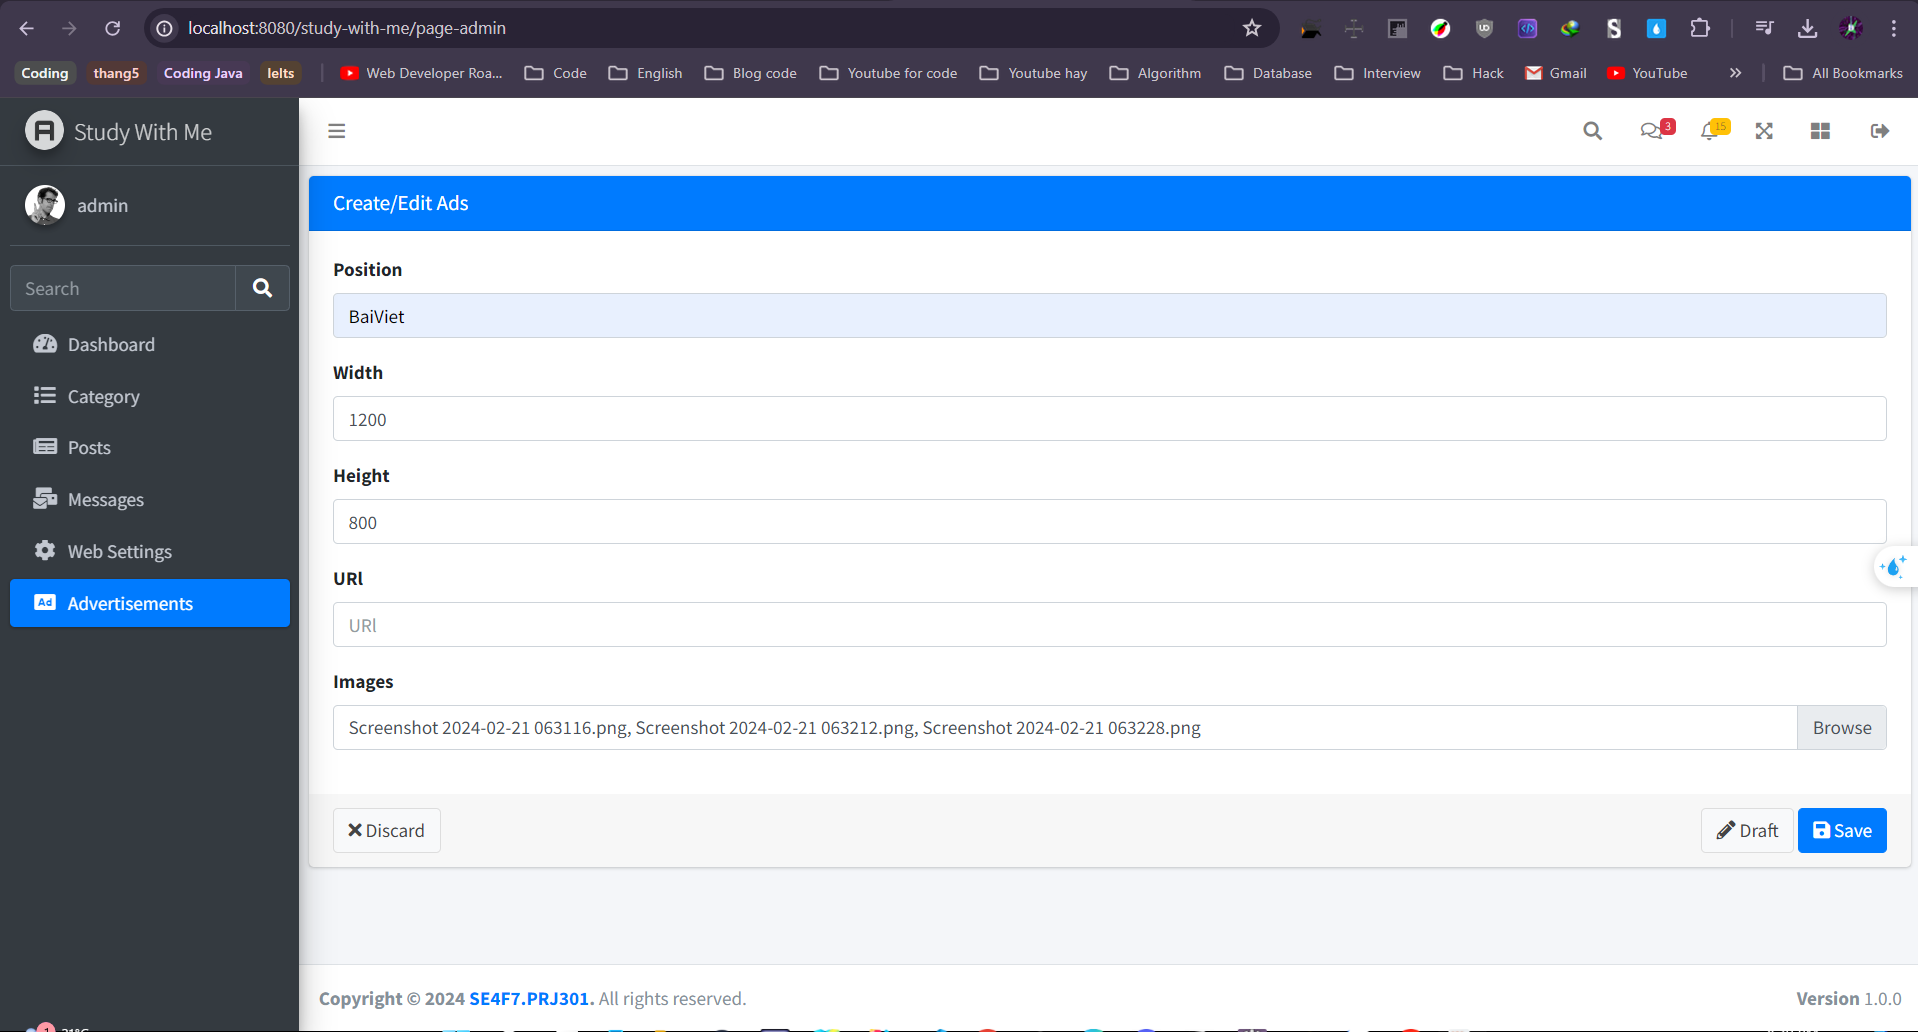 localhost:8080/study-with-me/page-admin
Coding thang5 Coding Java Ielts Web Developer Roa... Code English Blog code Youtube for code Youtube hay Algorithm Database Interview Hack Gmail YouTube » All Bookmarks
Study With Me
3
15
admin
Search
Dashboard
Category
Posts
Messages
Web Settings
Ad Advertisements
Create/Edit Ads
Position
BaiViet
Width
1200
Height
800
URl
URl
Images
Screenshot 2024-02-21 063116.png, Screenshot 2024-02-21 063212.png, Screenshot 2024-02-21 063228.png Browse
Discard Draft Save
Copyright © 2024 SE4F7.PRJ301. All rights reserved. Version 1.0.0